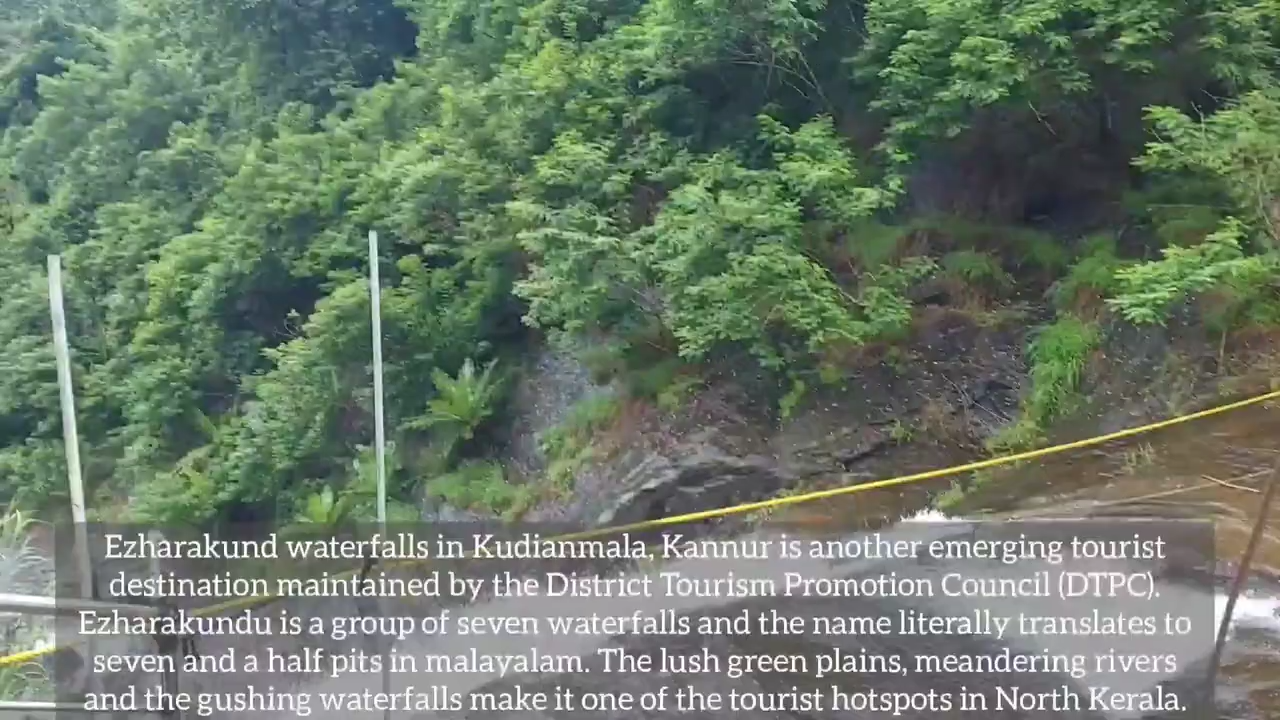 Ezharakund waterfalls in Kudianmala, Kannur is another emerging tourist
destination maintained by the District Tourism Promotion Council (DTPC).
Ezharakundu is a group of seven waterfalls and the name literally translates to
seven and a half pits in malayalam. The lush green plains, meandering rivers
and the gushing waterfalls make it one of the tourist hotspots in North Kerala.